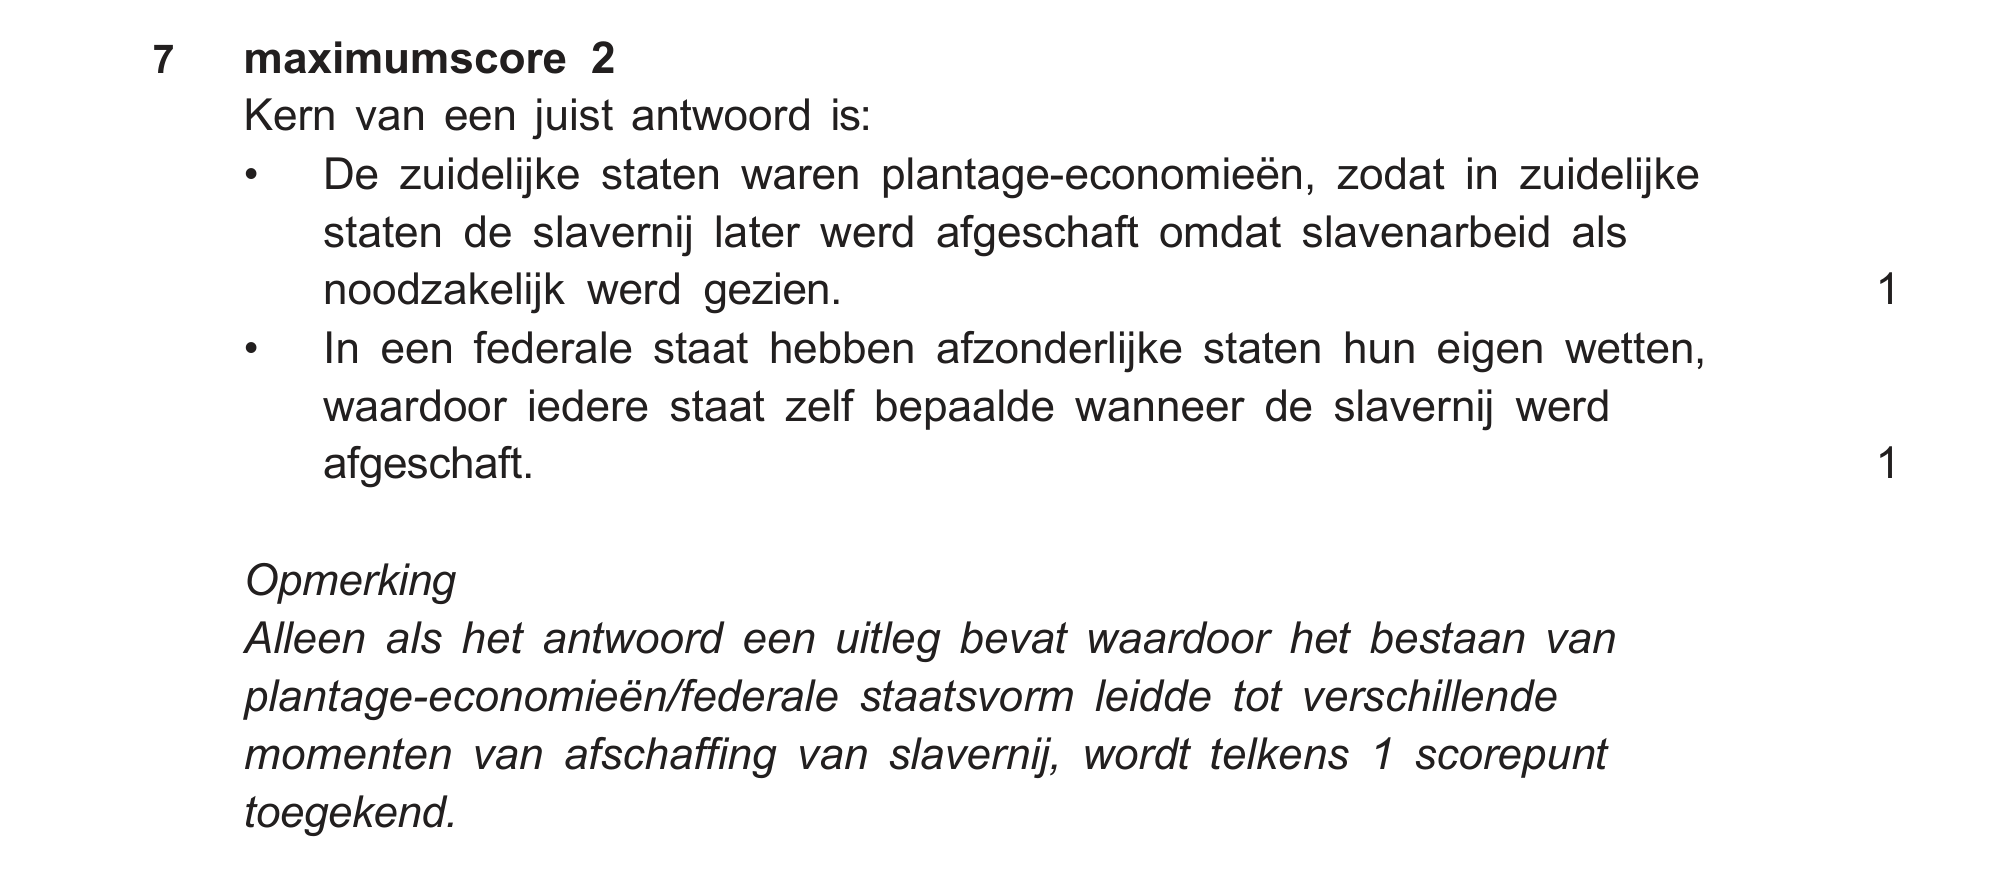 7 maximumscore 2
Kern van een juist antwoord is:
• De zuidelijke staten waren plantage-economieën, zodat in zuidelijke
staten de slavernij later werd afgeschaft omdat slavenarbeid als
noodzakelijk werd gezien. 1
• In een federale staat hebben afzonderlijke staten hun eigen wetten,
waardoor iedere staat zelf bepaalde wanneer de slavernij werd
afgeschaft. 1
Opmerking
Alleen als het antwoord een uitleg bevat waardoor het bestaan van
plantage-economieën/federale staatsvorm leidde tot verschillende
momenten van afschaffing van slavernij, wordt telkens 1 scorepunt
toegekend.